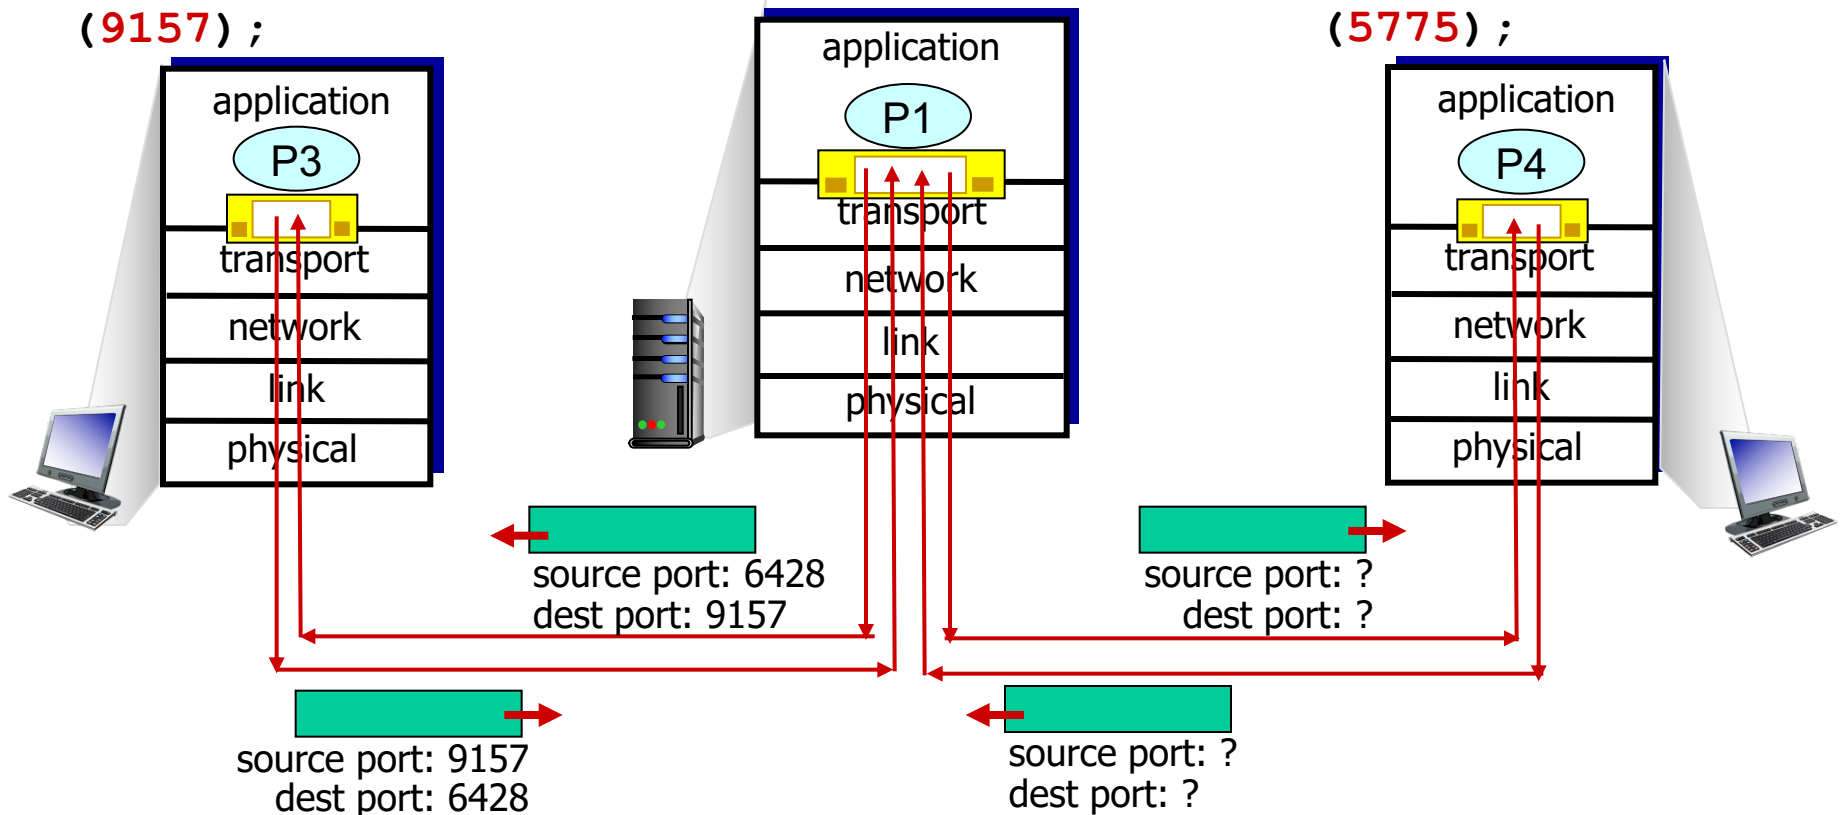 (9157);
application
P3
transport
network
link
physical
application
P1
transport
network
link
physical
(5775);
application
P4
transport
network
link
physical
source port: 6428
dest port: 9157
source port: ?
dest port: ?
source port: 9157
dest port: 6428
source port: ?
dest port: ?